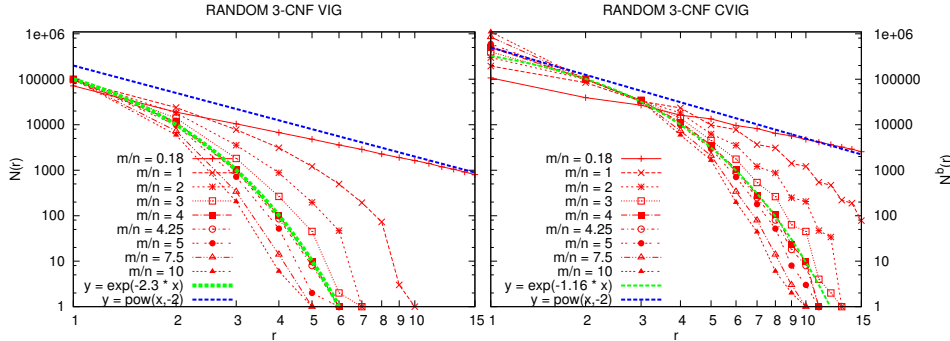 RANDOM 3-CNF VIG
1e+06
100000
10000
1000
100
10
1
N(r)
m/n = 0.18
m/n = 1
m/n = 2
m/n = 3
m/n = 4
m/n = 4.25
m/n = 5
m/n = 7.5
m/n = 10
y = exp(-2.3 * x)
y = pow(x,-2)
1 2 3 4 5 6 7 8 9 10 15
r
RANDOM 3-CNF CVIG
1e+06
100000
10000
1000
100
10
1
N^b(r)
m/n = 0.18
m/n = 1
m/n = 2
m/n = 3
m/n = 4
m/n = 4.25
m/n = 5
m/n = 7.5
m/n = 10
y = exp(-1.16 * x)
y = pow(x,-2)
1 2 3 4 5 6 7 8 9 10 15
r